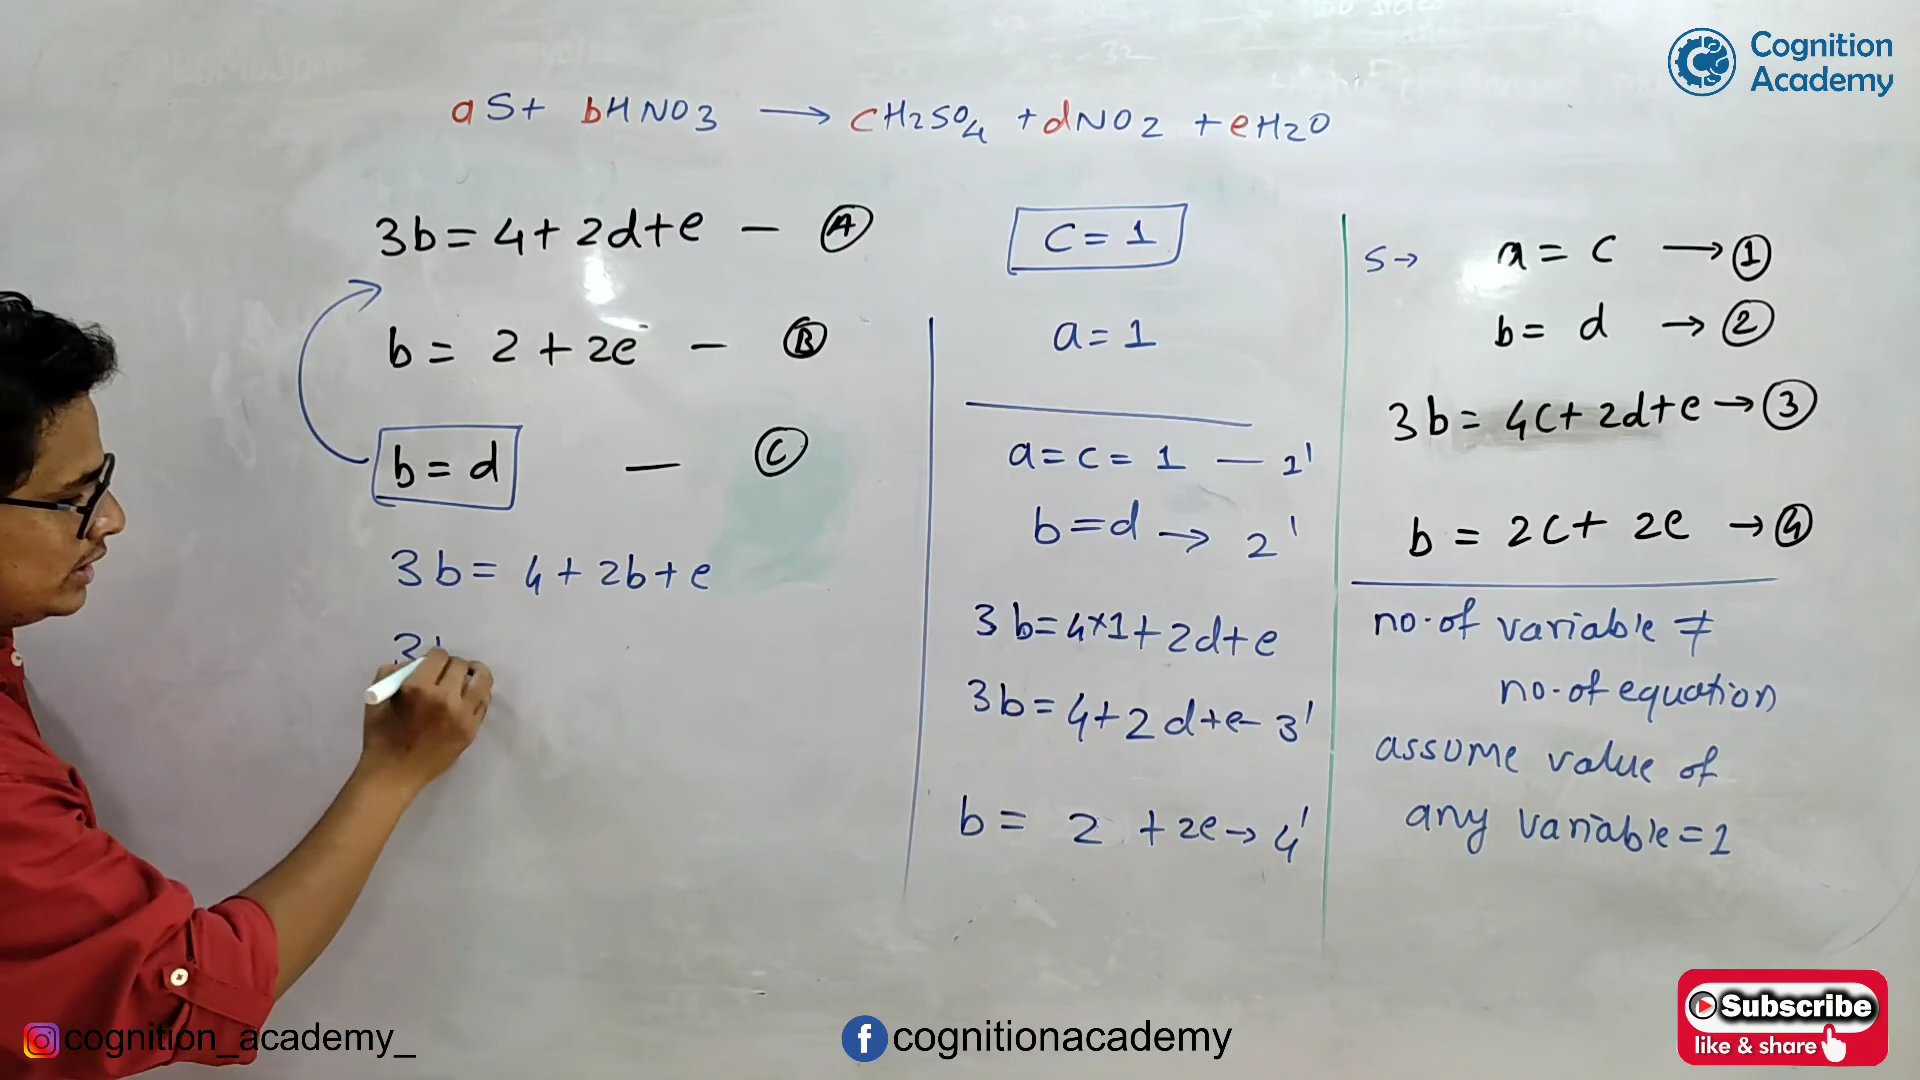 Cognition
Academy
aS+ bHNO3 → cH2SO4 + dNO2 + eH2O
3b = 4 + 2d + e — A
b = 2 + 2e — B
b = d — C
3b = 4 + 2b + e
3b
C = 1
a = 1
a = c = 1 — 1'
b = d → 2'
3b = 4×1 + 2d + e
3b = 4 + 2d + e — 3'
b = 2 + 2e → 4'
S → a = c → 1
b = d → 2
3b = 4c + 2d + e → 3
b = 2c + 2e → 4
no. of variable ≠
no. of equation
assume value of
any variable = 1
cognition_academy_
cognitionacademy
Subscribe
like & share